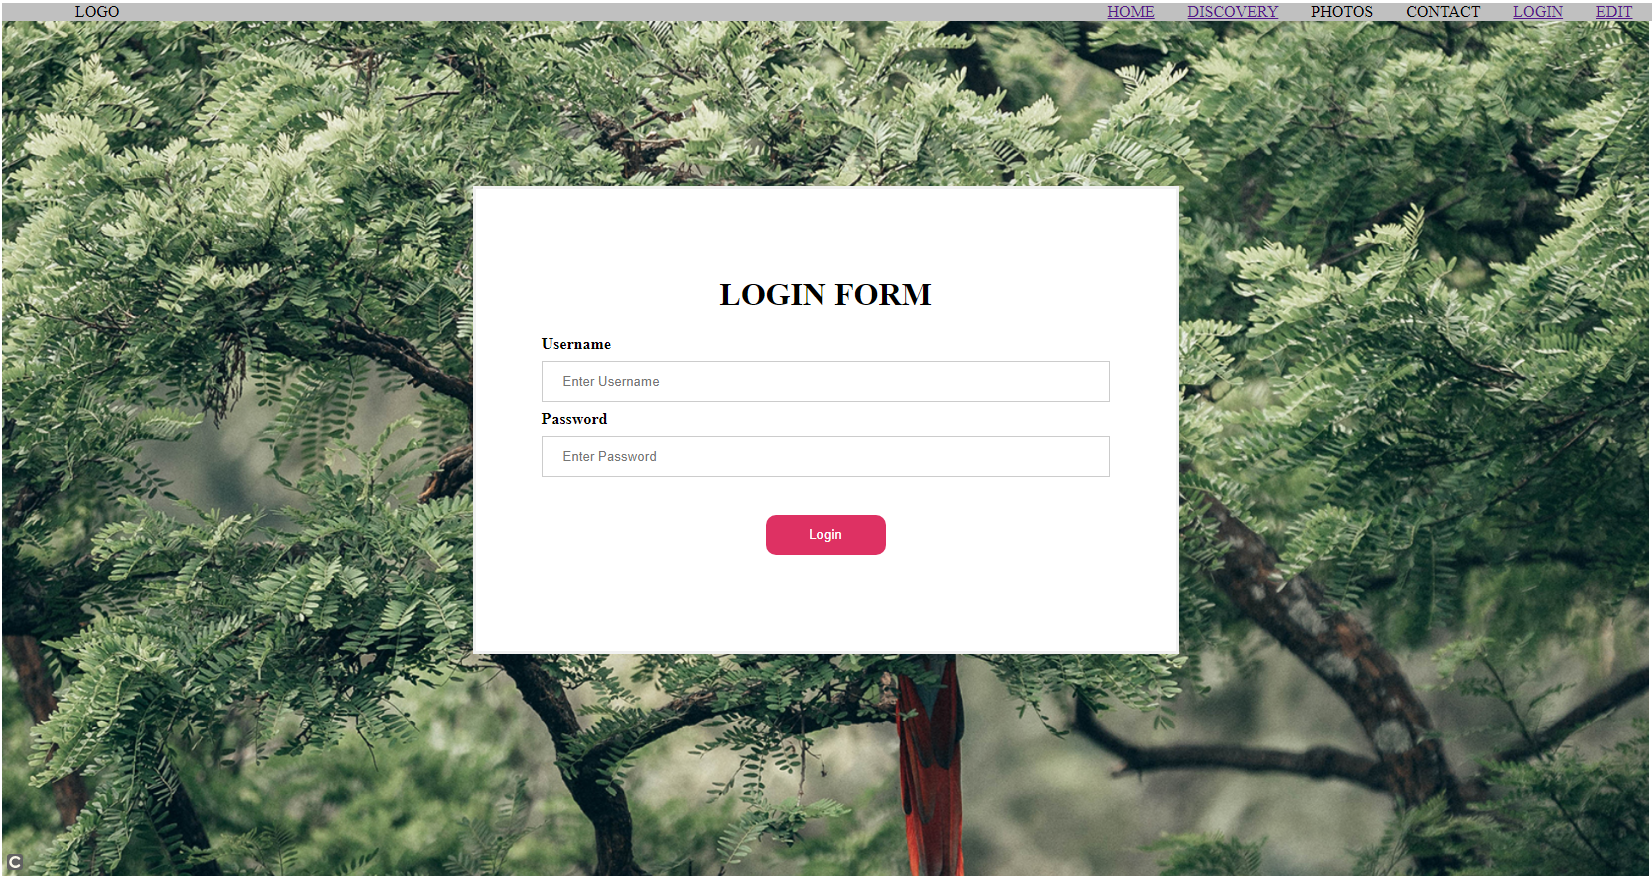 LOGO HOME DISCOVERY PHOTOS CONTACT LOGIN EDIT
LOGIN FORM
Username
Enter Username
Password
Enter Password
Login
C